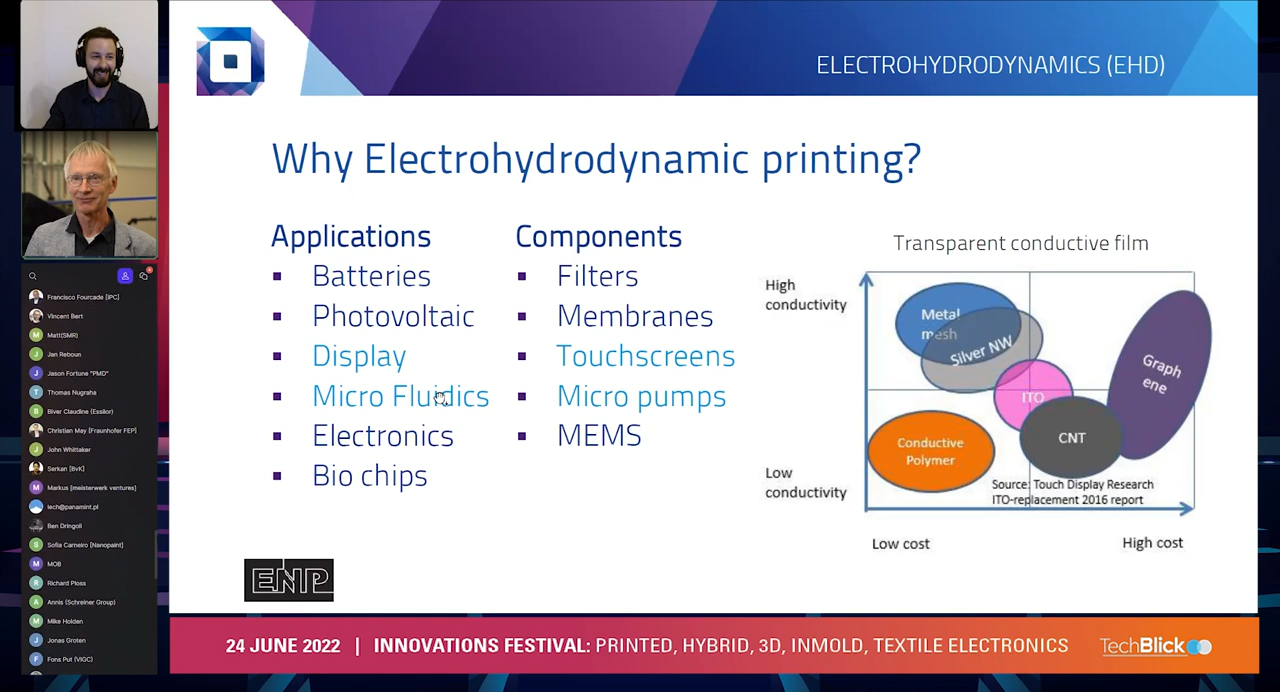 ELECTROHYDRODYNAMICS (EHD)
Why Electrohydrodynamic printing?
Applications
Batteries
Photovoltaic
Display
Micro Fluidics
Electronics
Bio chips
Components
Filters
Membranes
Touchscreens
Micro pumps
MEMS
Transparent conductive film
High
conductivity
Metal
mesh
Silver NW
Graph
ene
ITO
Conductive
Polymer
CNT
Low
conductivity
Source: Touch Display Research
ITO-replacement 2016 report
Low cost
High cost
ENP
24 JUNE 2022 | INNOVATIONS FESTIVAL: PRINTED, HYBRID, 3D, INMOLD, TEXTILE ELECTRONICS
TechBlick
Francisco Fourcade [IPC]
Vincent Bert
M Matt(SMR)
J Jan Reboun
J Jason Fortune "PMD"
T Thomas Nugraha
B Biver Claudine (Essilor)
Christian May [Fraunhofer FEP]
J John Whittaker
Serkan [BvK]
M Markus [meisterwerk ventures]
lech@panamint.pl
Ben Dringoli
S Sofia Carneiro [Nanopaint]
M MOB
R Richard Ploss
A Annis (Schreiner Group)
M Mike Holden
J Jonas Groten
F Fons Put (VIGC)